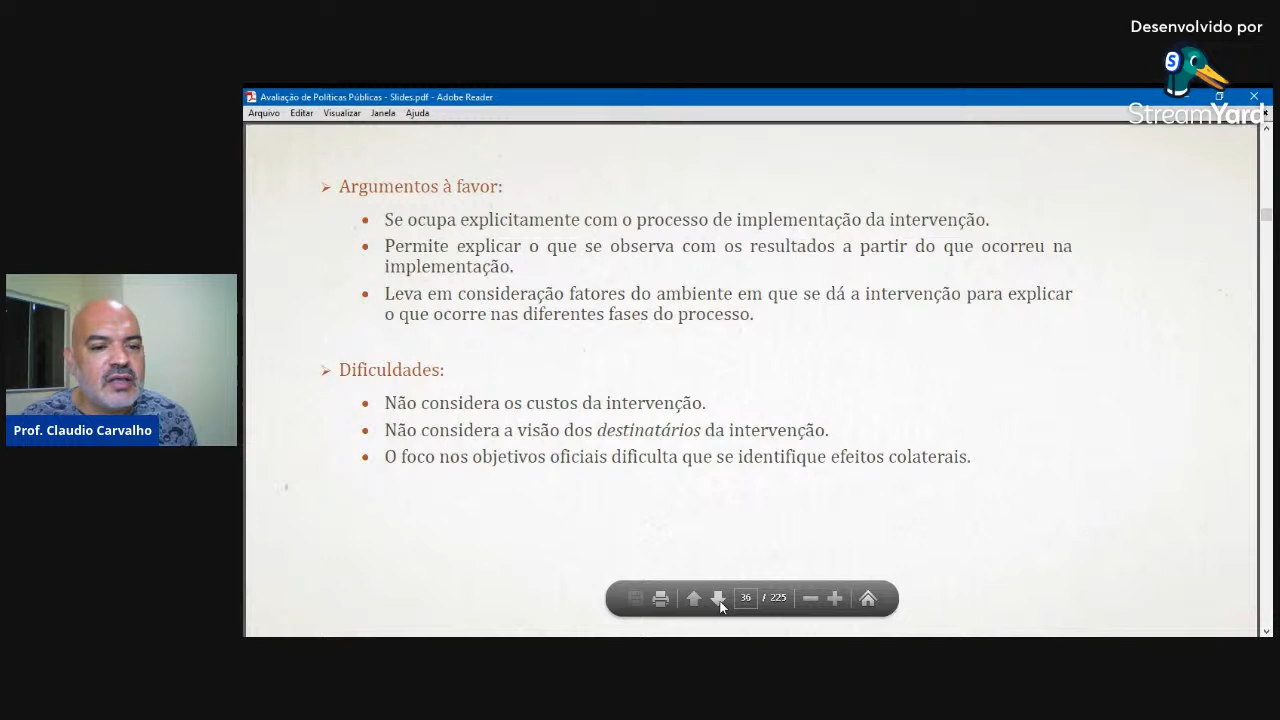 Desenvolvido por
S
StreamYard
Avaliação de Políticas Públicas - Slides.pdf - Adobe Reader
Arquivo Editar Visualizar Janela Ajuda
Argumentos à favor:
Se ocupa explicitamente com o processo de implementação da intervenção.
Permite explicar o que se observa com os resultados a partir do que ocorreu na
implementação.
Leva em consideração fatores do ambiente em que se dá a intervenção para explicar
o que ocorre nas diferentes fases do processo.
Dificuldades:
Não considera os custos da intervenção.
Não considera a visão dos destinatários da intervenção.
O foco nos objetivos oficiais dificulta que se identifique efeitos colaterais.
Prof. Claudio Carvalho
36 / 225